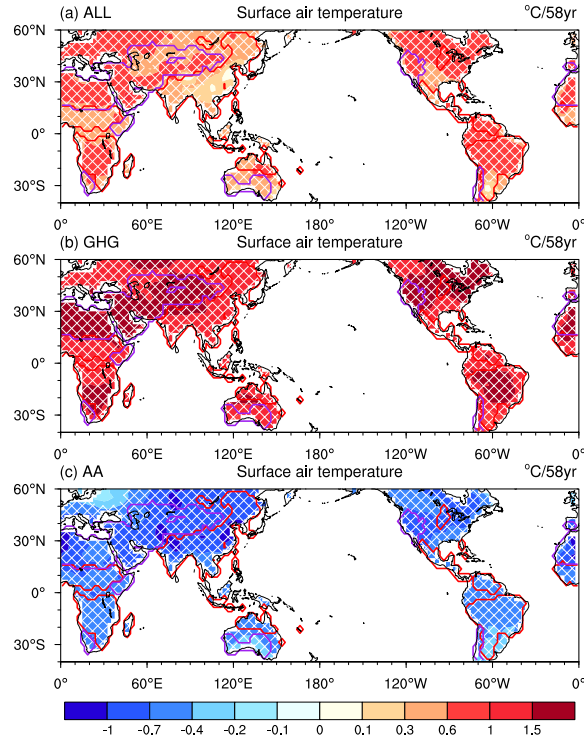 (a) ALL Surface air temperature °C/58yr
60°N
30°N
0°
30°S
0° 60°E 120°E 180° 120°W 60°W 0°
(b) GHG Surface air temperature °C/58yr
60°N
30°N
0°
30°S
0° 60°E 120°E 180° 120°W 60°W 0°
(c) AA Surface air temperature °C/58yr
60°N
30°N
0°
30°S
0° 60°E 120°E 180° 120°W 60°W 0°
-1 -0.7 -0.4 -0.2 -0.1 0 0.1 0.3 0.6 1 1.5